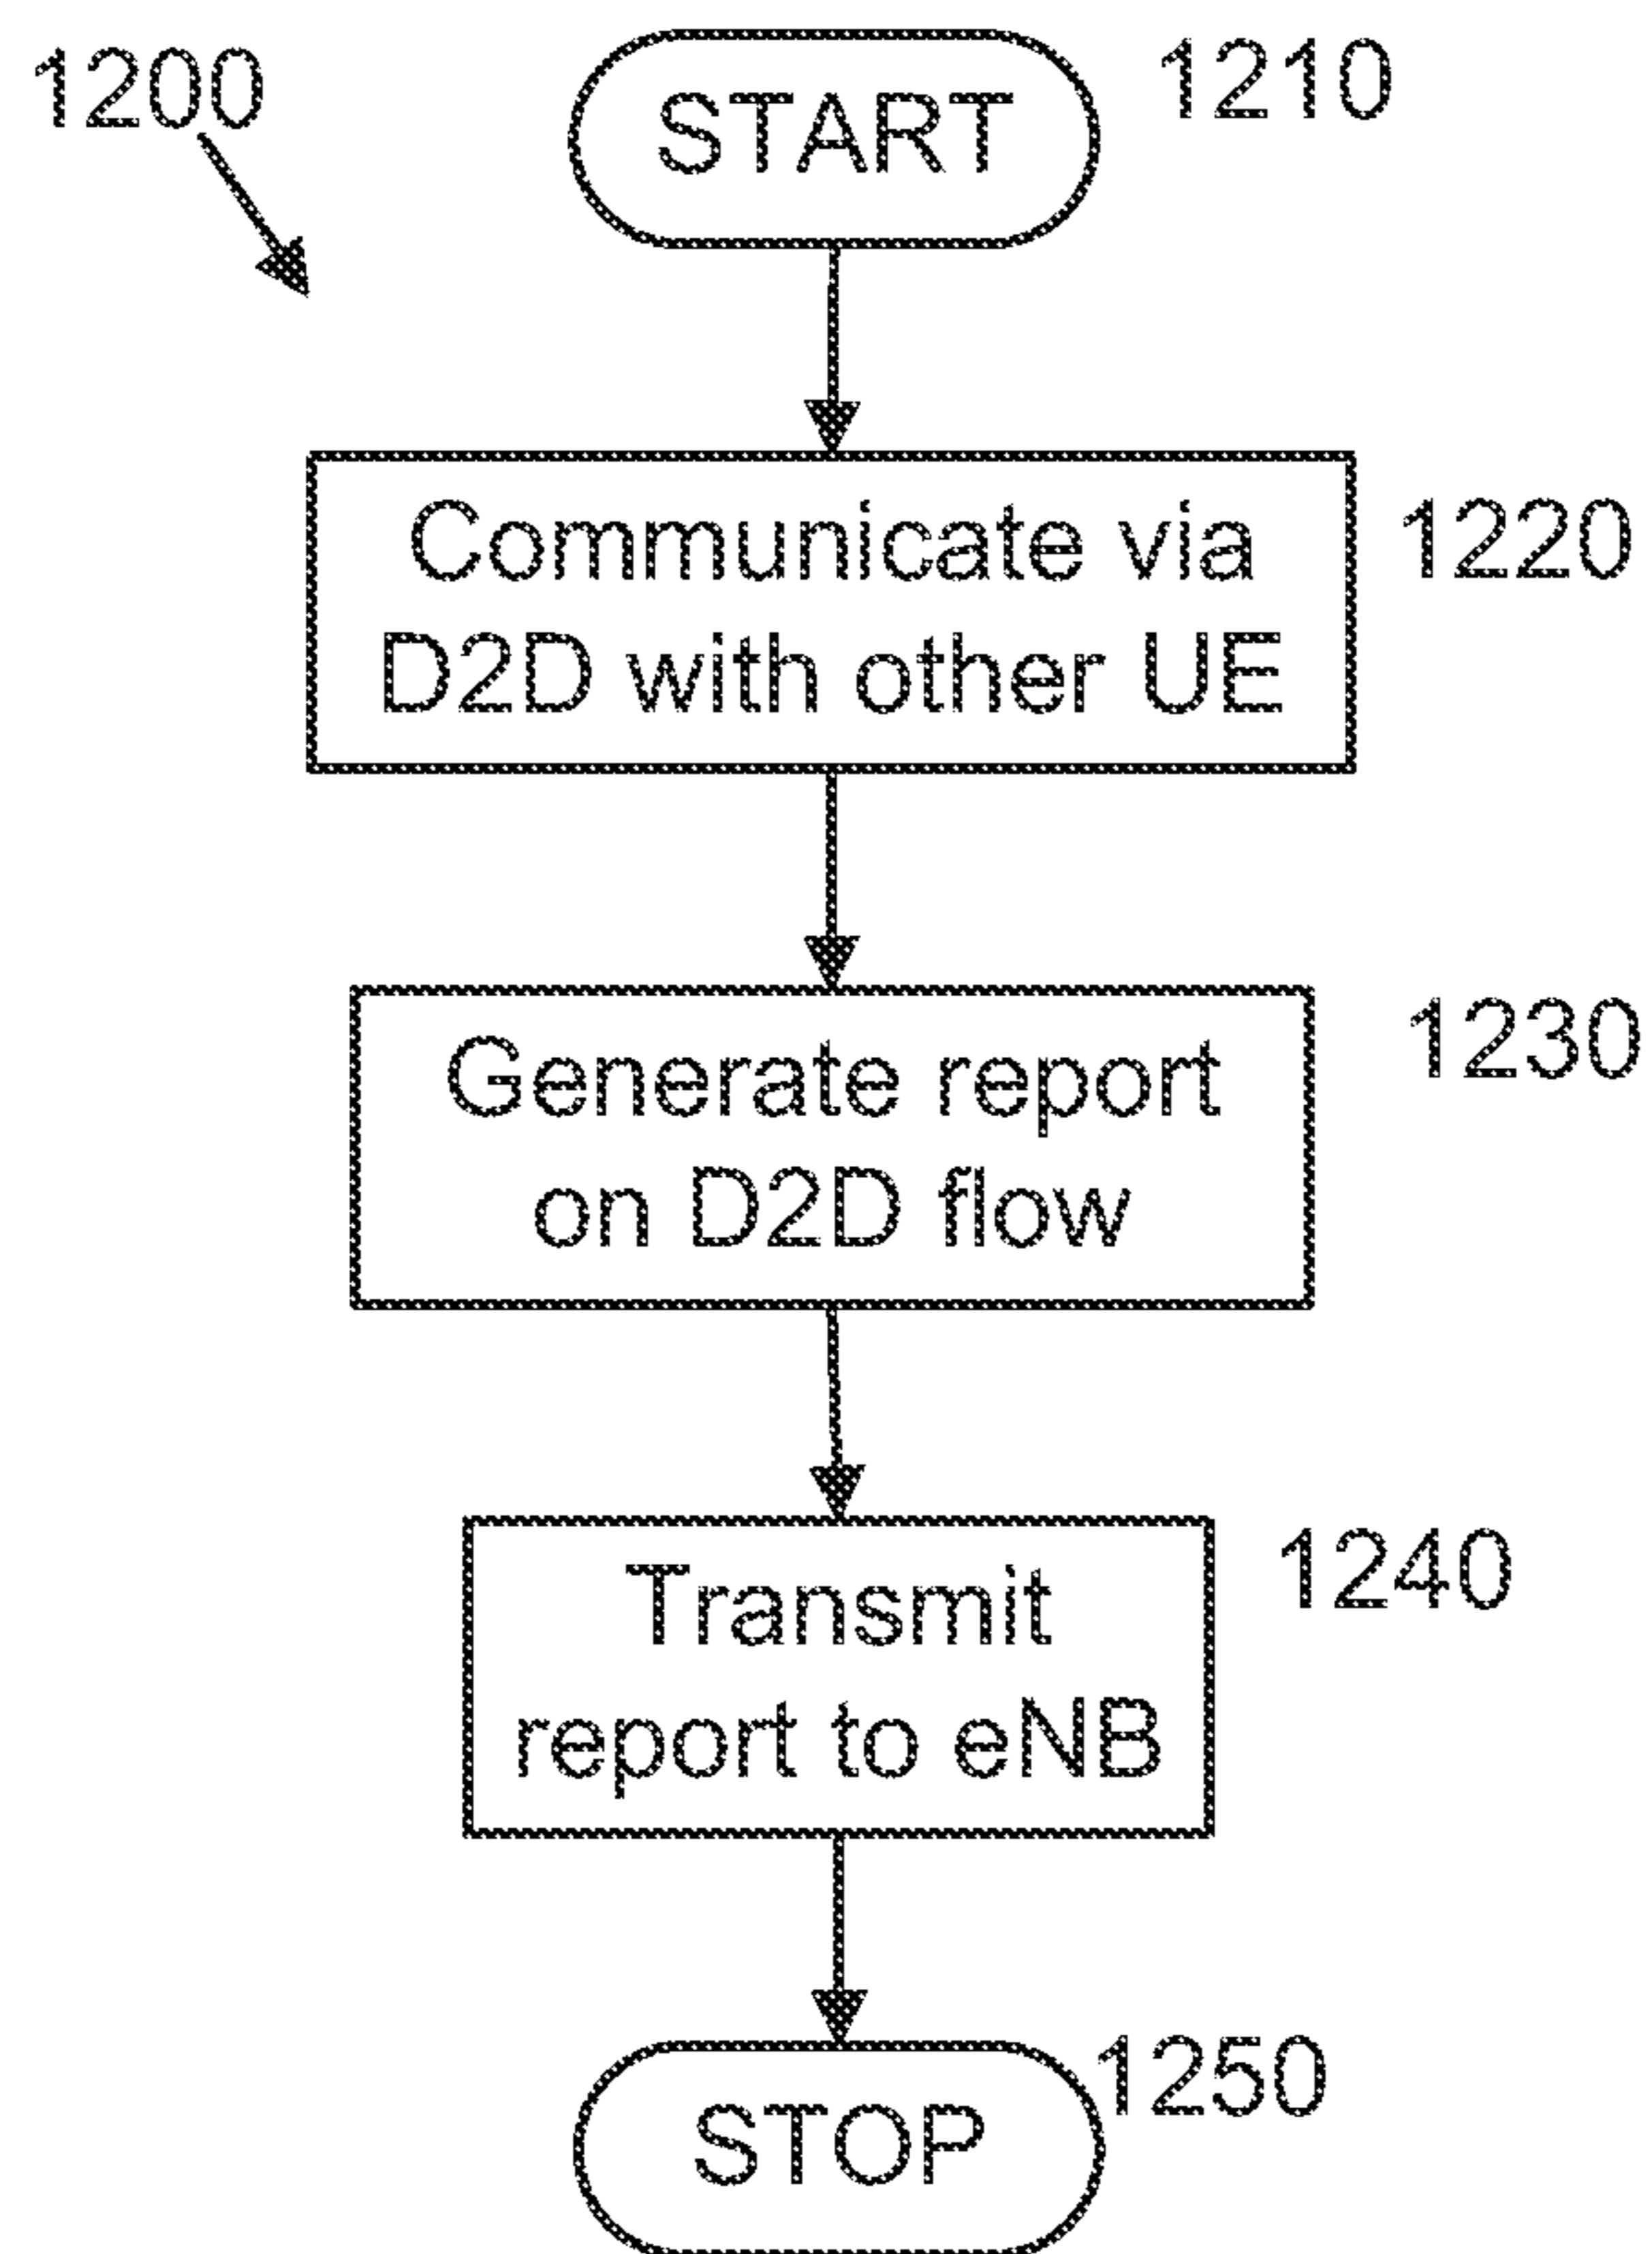 1200
START
1210
Communicate via
D2D with other UE
1220
Generate report
on D2D flow
1230
Transmit
report to eNB
1240
STOP
1250